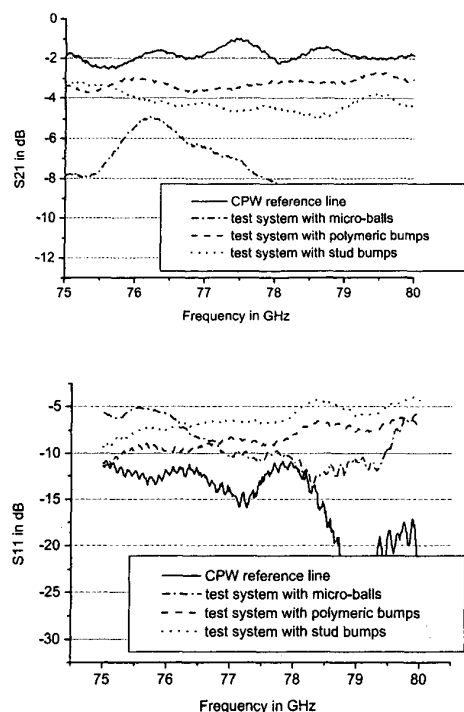 0
-2
-4
-6
-8
-10
-12
S21 in dB
CPW reference line
test system with micro-balls
test system with polymeric bumps
test system with stud bumps
75 76 77 78 79 80
Frequency in GHz
-5
-10
-15
-20
-25
-30
S11 in dB
CPW reference line
test system with micro-balls
test system with polymeric bumps
test system with stud bumps
75 76 77 78 79 80
Frequency in GHz